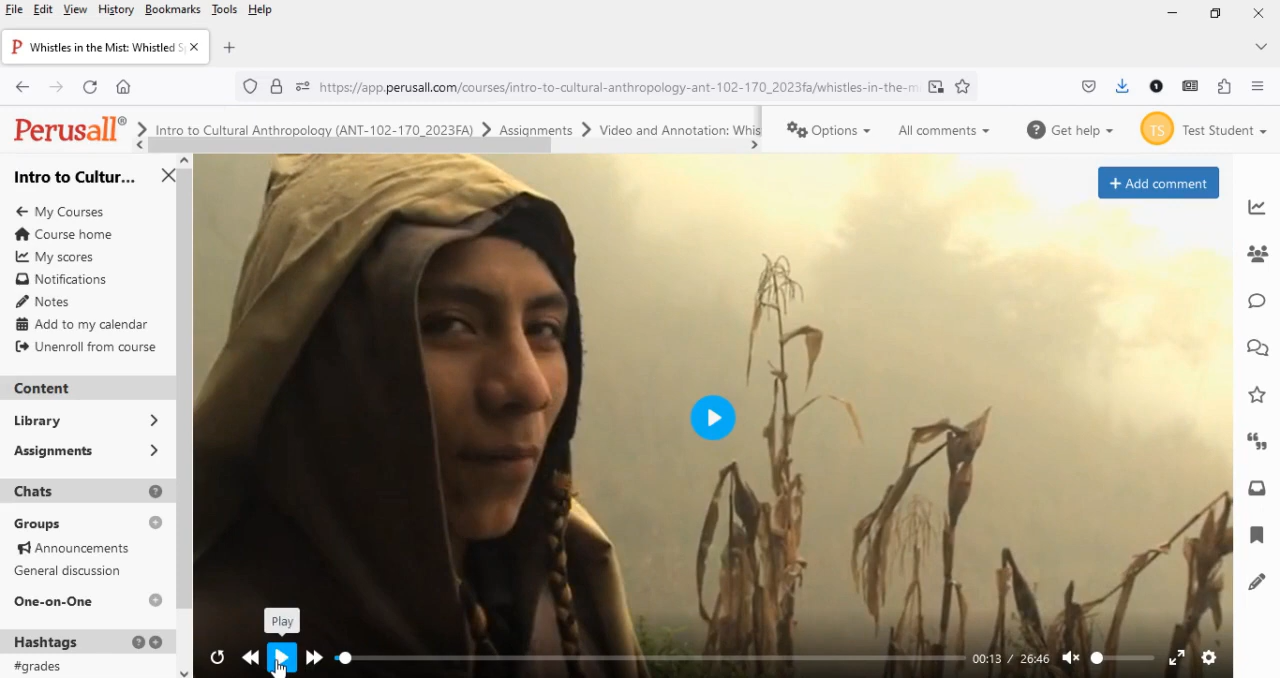 File Edit View History Bookmarks Tools Help
P Whistles in the Mist: Whistled S
https://app.perusall.com/courses/intro-to-cultural-anthropology-ant-102-170_2023fa/whistles-in-the-m
Perusall® Intro to Cultural Anthropology (ANT-102-170_2023FA) Assignments Video and Annotation: Whis Options All comments ? Get help TS Test Student
Intro to Cultur...
+ Add comment
My Courses
Course home
My scores
Notifications
Notes
Add to my calendar
Unenroll from course
Content
Library
Assignments
Chats ?
Groups +
Announcements
General discussion
One-on-One +
Play
Hashtags ? +
00:13 / 26:46
#grades